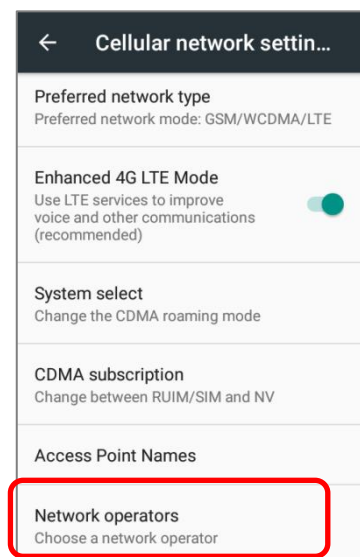 Cellular network settin...
Preferred network type
Preferred network mode: GSM/WCDMA/LTE
Enhanced 4G LTE Mode
Use LTE services to improve
voice and other communications
(recommended)
System select
Change the CDMA roaming mode
CDMA subscription
Change between RUIM/SIM and NV
Access Point Names
Network operators
Choose a network operator